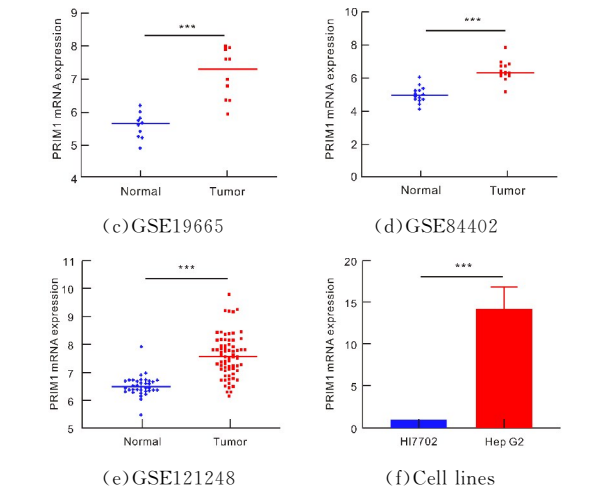 9
8
7
6
5
4
PRIM1 mRNA expression
***
Normal
Tumor
(c)GSE19665
10
8
6
4
2
0
PRIM1 mRNA expression
***
Normal
Tumor
(d)GSE84402
11
10
9
8
7
6
5
PRIM1 mRNA expression
***
Normal
Tumor
(e)GSE121248
20
15
10
5
0
PRIM1 mRNA expression
***
HI7702
Hep G2
(f)Cell lines